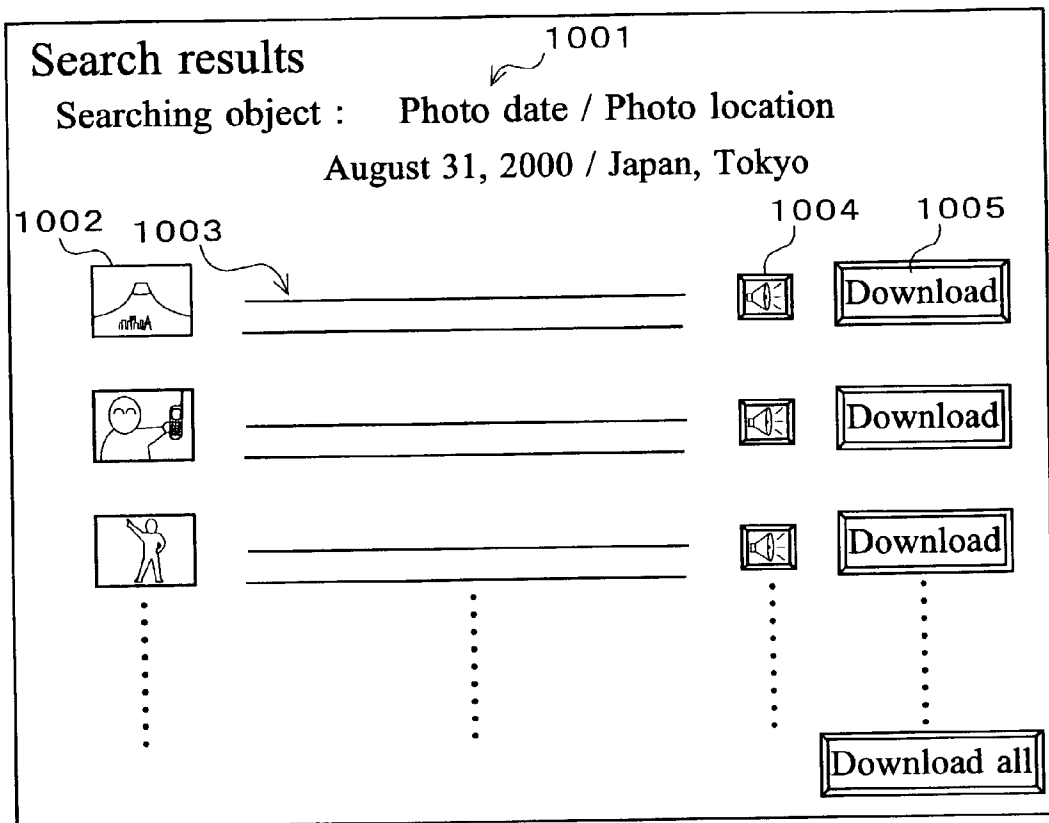 1001
Search results
Searching object : Photo date / Photo location
August 31, 2000 / Japan, Tokyo
1002 1003 1004 1005
Download
Download
Download
Download all